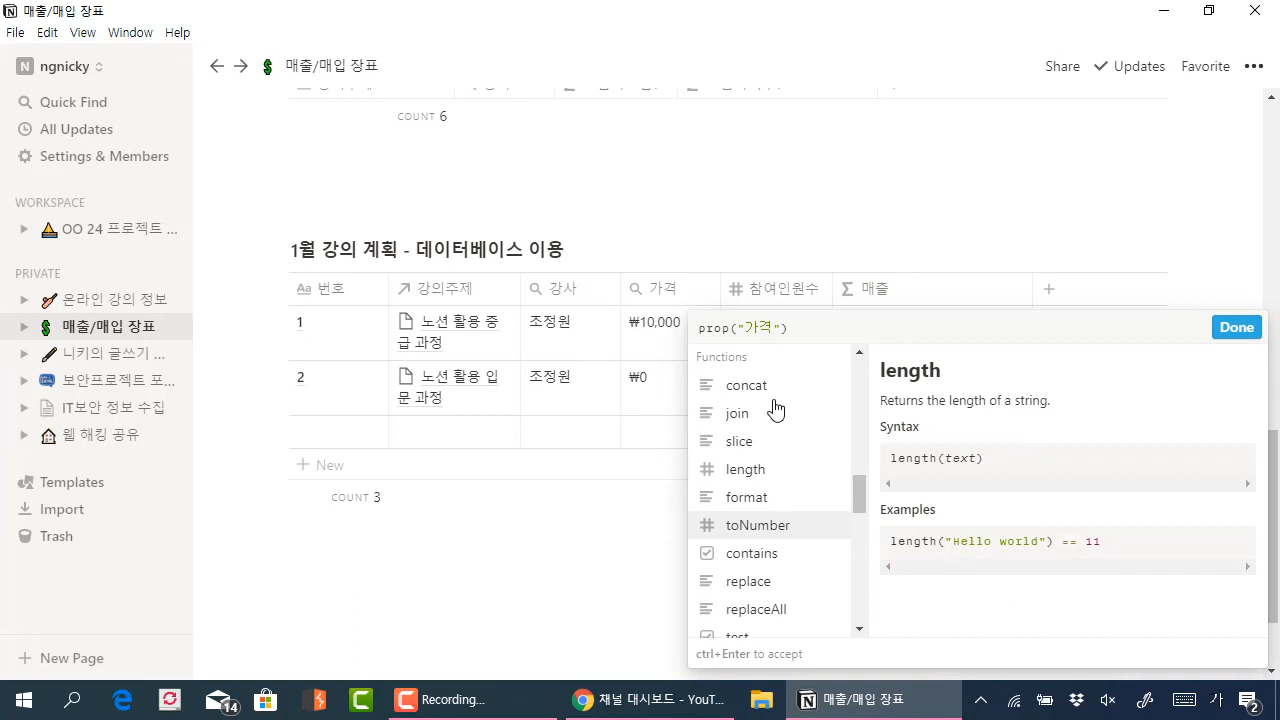 매출/매입 장표
File Edit View Window Help
N ngnicky
매출/매입 장표
Share Updates Favorite
Quick Find
All Updates
Settings & Members
WORKSPACE
OO 24 프로젝트 ...
PRIVATE
온라인 강의 정보
매출/매입 장표
니키의 글쓰기 ...
보안프로젝트 포...
IT보안 정보 수집
웹 해킹 공유
Templates
Import
Trash
New Page
COUNT 6
1월 강의 계획 - 데이터베이스 이용
Aa 번호 강의주제 강사 가격 참여인원수 매출
1 노션 활용 중급 과정 조정원 ₩10,000
2 노션 활용 입문 과정 조정원 ₩0
New
COUNT 3
prop("가격") Done
Functions
concat
join
slice
length
format
toNumber
contains
replace
replaceAll
test
length
Returns the length of a string.
Syntax
length(text)
Examples
length("Hello world") == 11
ctrl+Enter to accept
14 Recording... 채널 대시보드 - YouT... 매출/매입 장표 가 2